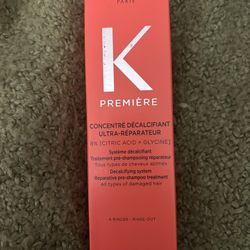 PARIS
K
PREMIÈRE
CONCENTRÉ DÉCALCIFIANT
ULTRA-RÉPARATEUR
8% [CITRIC ACID + GLYCINE]
Système décalcifiant
Traitement pré-shampooing réparateur
Tous types de cheveux abîmés
Decalcifying system
Reparative pre-shampoo treatment
All types of damaged hair
À RINCER - RINSE-OUT